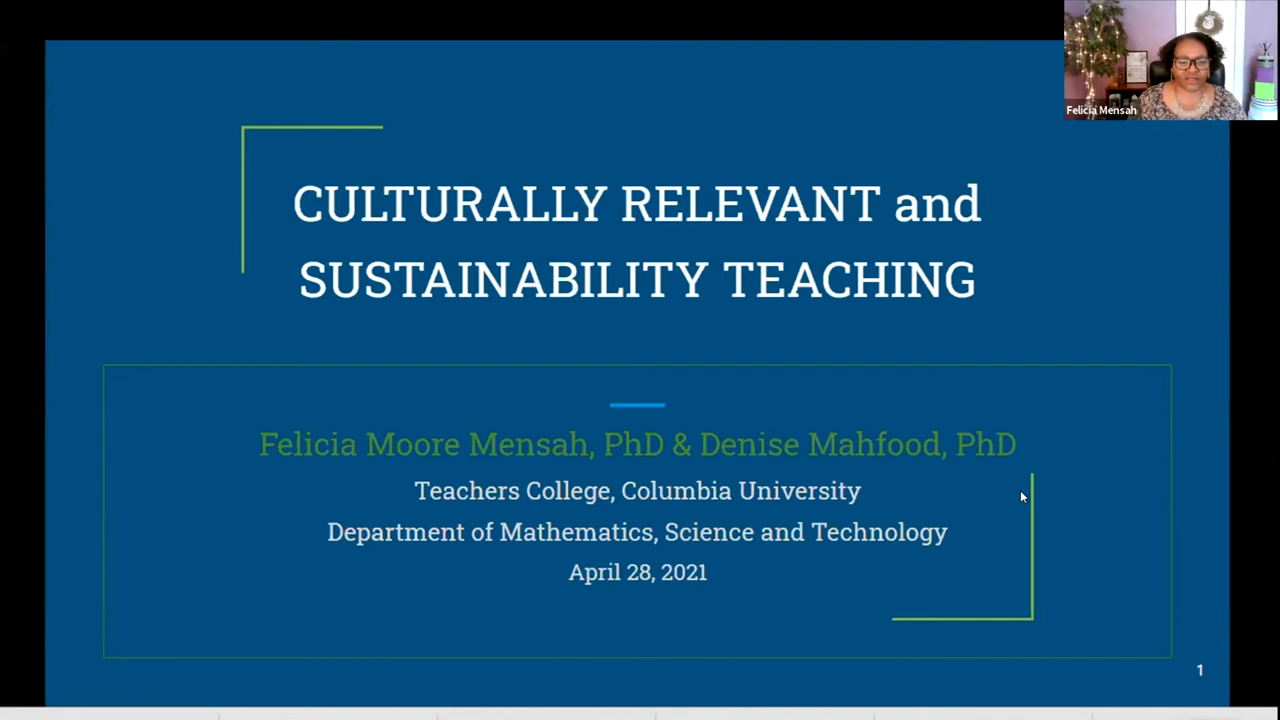 Felicia Mensah
CULTURALLY RELEVANT and
SUSTAINABILITY TEACHING
Felicia Moore Mensah, PhD & Denise Mahfood, PhD
Teachers College, Columbia University
Department of Mathematics, Science and Technology
April 28, 2021
1